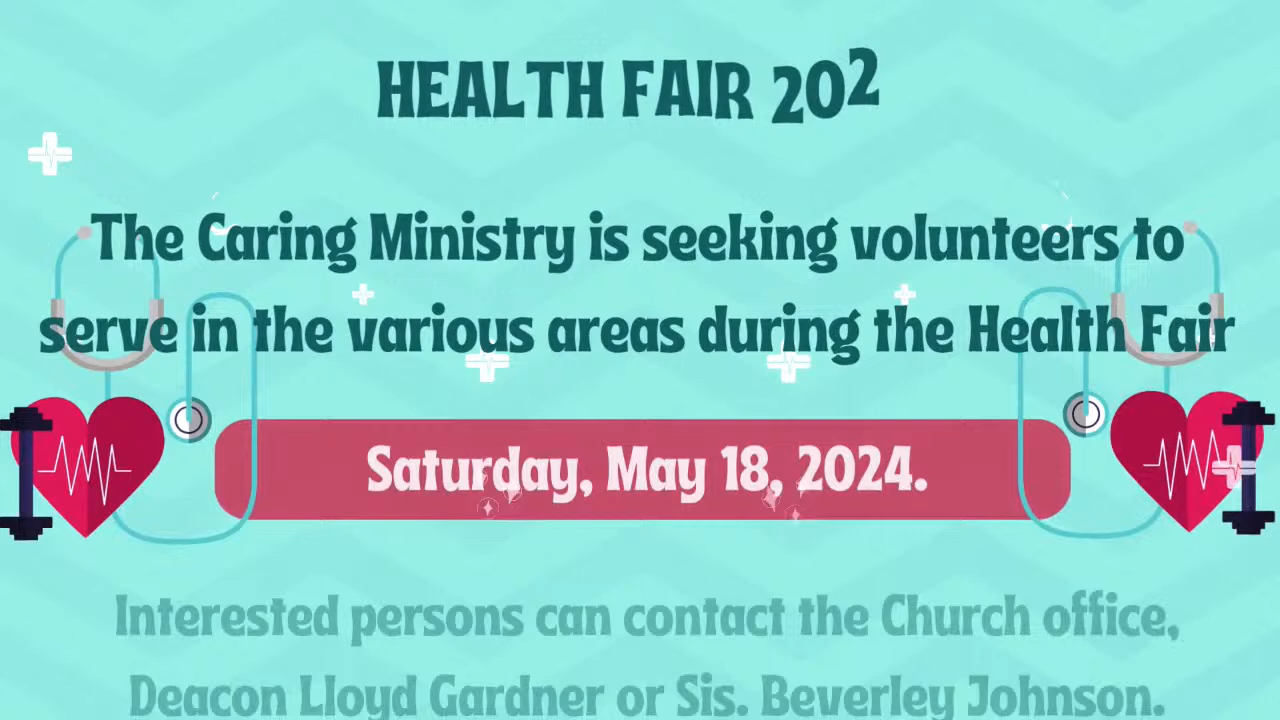 HEALTH FAIR 202
The Caring Ministry is seeking volunteers to
serve in the various areas during the Health Fair
Saturday, May 18, 2024.
Interested persons can contact the Church office,
Deacon Lloyd Gardner or Sis. Beverley Johnson.